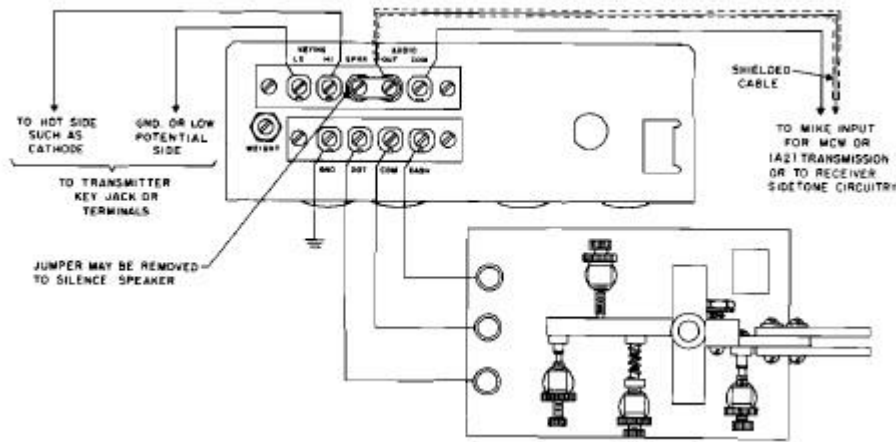 KEYING
AUDIO
LO
HI
SPKR
OUT
COM
SHIELDED
CABLE
TO HOT SIDE
SUCH AS
CATHODE
GND. OR LOW
POTENTIAL
SIDE
WEIGHT
TO MIKE INPUT
FOR MCW OR
(A2) TRANSMISSION
OR TO RECEIVER
SIDETONE CIRCUITRY
GND
DOT
COM
DASH
TO TRANSMITTER
KEY JACK OR
TERMINALS
JUMPER MAY BE REMOVED
TO SILENCE SPEAKER